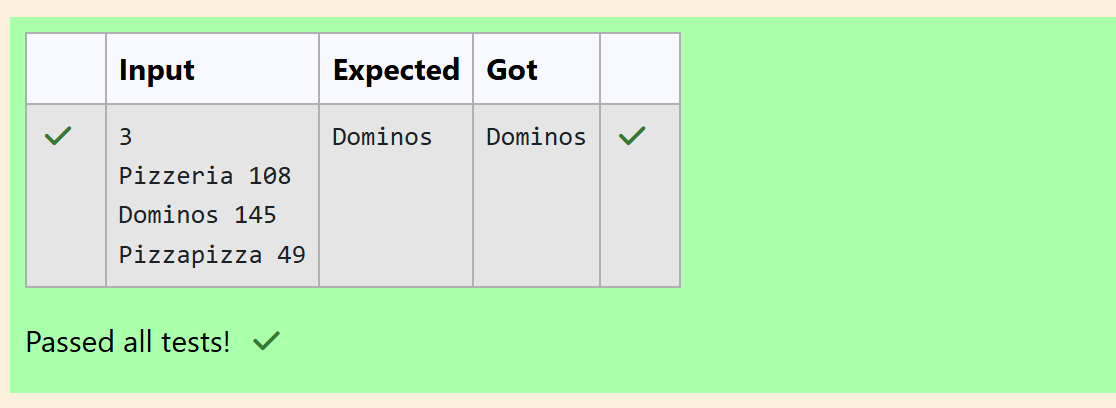 Input Expected Got
3 Dominos Dominos
Pizzeria 108
Dominos 145
Pizzapizza 49
Passed all tests!